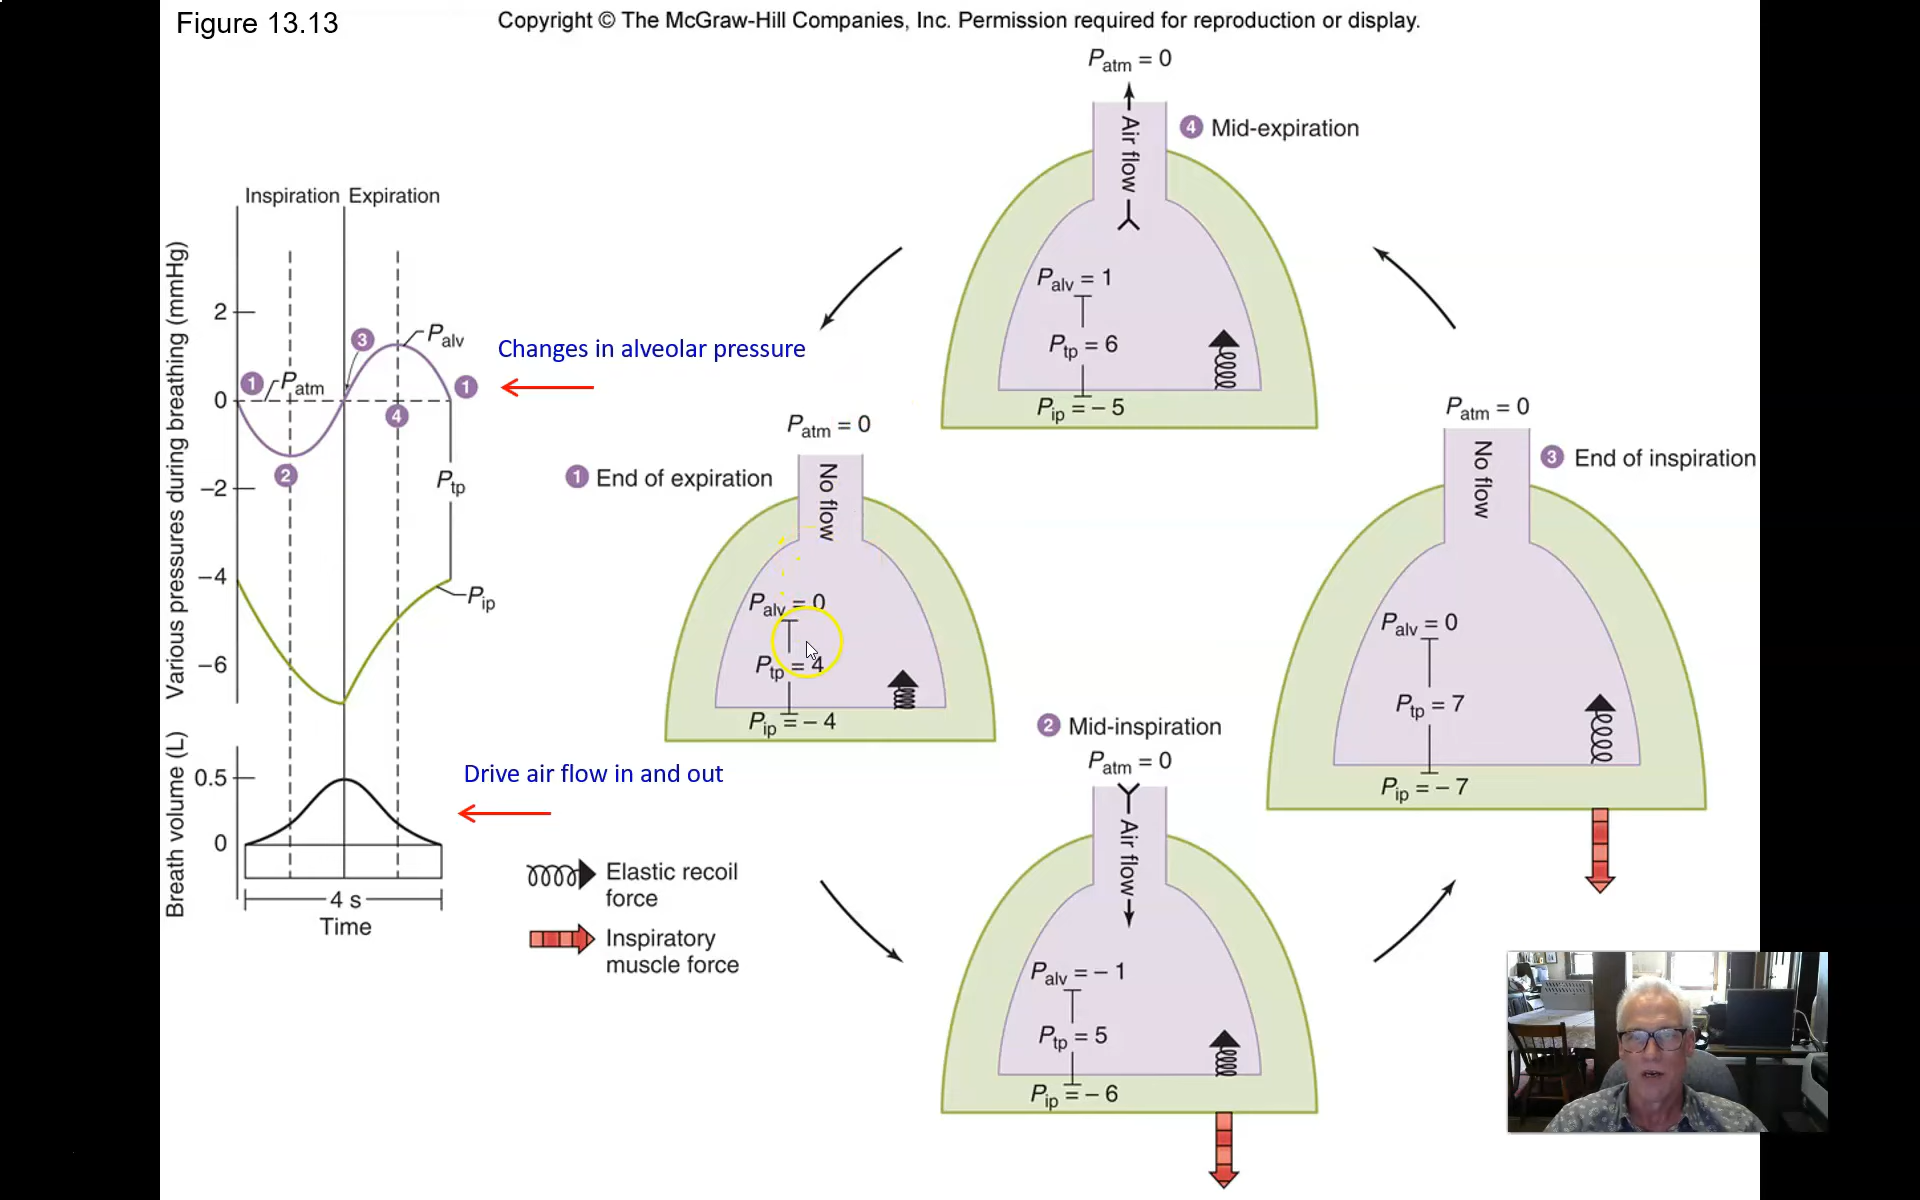 Figure 13.13
Copyright © The McGraw-Hill Companies, Inc. Permission required for reproduction or display.
Inspiration Expiration
Various pressures during breathing (mmHg)
2
0
–2
–4
–6
1
Patm
2
3
Palv
4
1
Ptp
Pip
Changes in alveolar pressure
Breath volume (L)
0.5
0
4 s
Time
Drive air flow in and out
Elastic recoil
force
Inspiratory
muscle force
Patm = 0
4 Mid-expiration
Air flow
Palv = 1
Ptp = 6
Pip = – 5
Patm = 0
1 End of expiration
No flow
Palv = 0
Ptp = 4
Pip = – 4
2 Mid-inspiration
Patm = 0
Air flow
Palv = – 1
Ptp = 5
Pip = – 6
Patm = 0
3 End of inspiration
No flow
Palv = 0
Ptp = 7
Pip = – 7